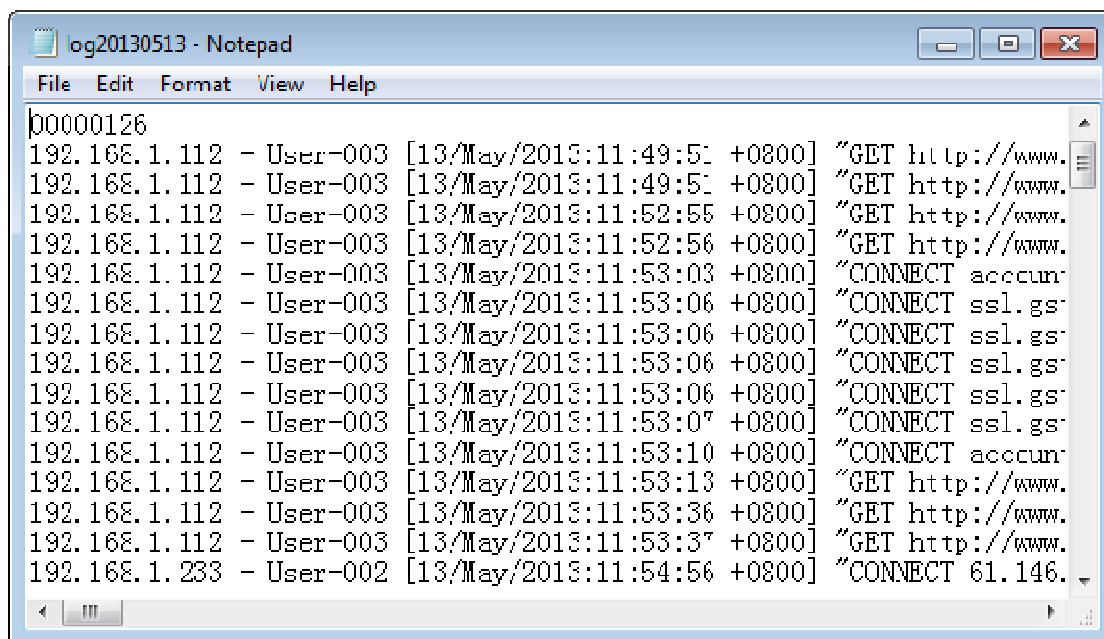 log20130513 - Notepad
File Edit Format View Help
00000126
192.168.1.112 - User-003 [13/May/2013:11:49:51 +0800] "GET http://www.
192.168.1.112 - User-003 [13/May/2013:11:49:51 +0800] "GET http://www.
192.168.1.112 - User-003 [13/May/2013:11:52:55 +0800] "GET http://www.
192.168.1.112 - User-003 [13/May/2013:11:52:56 +0800] "GET http://www.
192.168.1.112 - User-003 [13/May/2013:11:53:03 +0800] "CONNECT
192.168.1.112 - User-003 [13/May/2013:11:53:06 +0800] "CONNECT ssl.gs
192.168.1.112 - User-003 [13/May/2013:11:53:06 +0800] "CONNECT ssl.gs
192.168.1.112 - User-003 [13/May/2013:11:53:06 +0800] "CONNECT ssl.gs
192.168.1.112 - User-003 [13/May/2013:11:53:06 +0800] "CONNECT ssl.gs
192.168.1.112 - User-003 [13/May/2013:11:53:07 +0800] "CONNECT ssl.gs
192.168.1.112 - User-003 [13/May/2013:11:53:10 +0800] "CONNECT
192.168.1.112 - User-003 [13/May/2013:11:53:13 +0800] "GET http://www.
192.168.1.112 - User-003 [13/May/2013:11:53:36 +0800] "GET http://www.
192.168.1.112 - User-003 [13/May/2013:11:53:37 +0800] "GET http://www.
192.168.1.233 - User-002 [13/May/2013:11:54:56 +0800] "CONNECT 61.146.